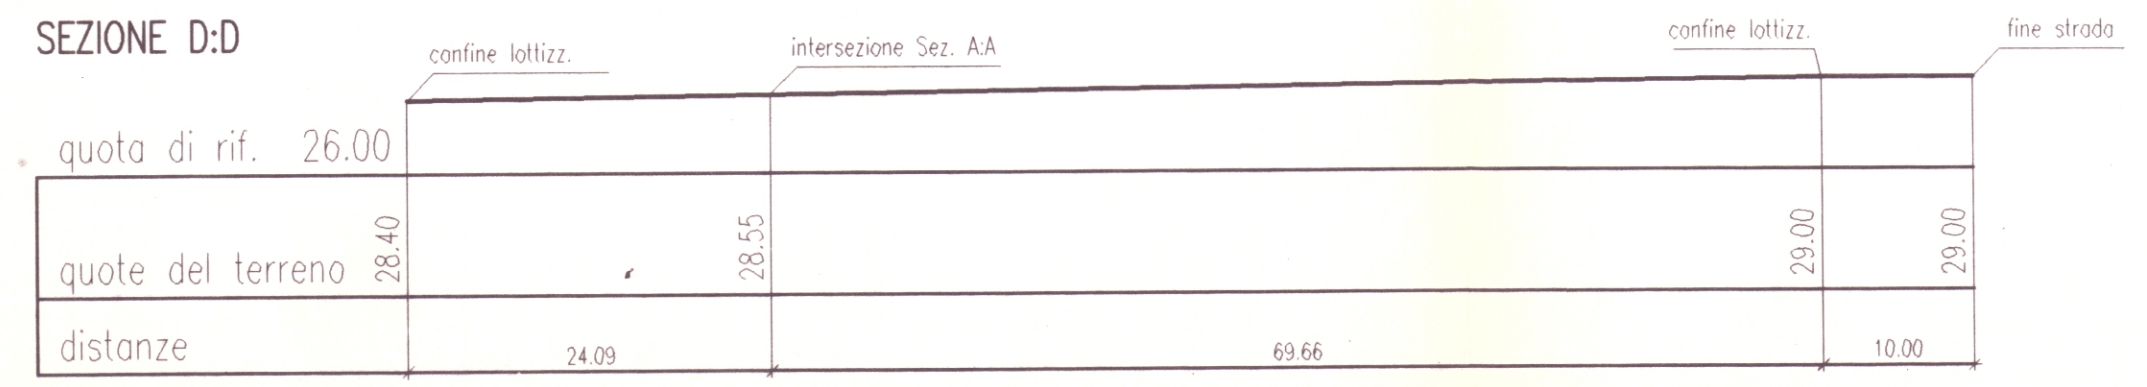 SEZIONE D:D
confine lottizz.
intersezione Sez. A:A
confine lottizz.
fine strada
quota di rif. 26.00
quote del terreno 28.40 28.55 29.00 29.00
distanze 24.09 69.66 10.00